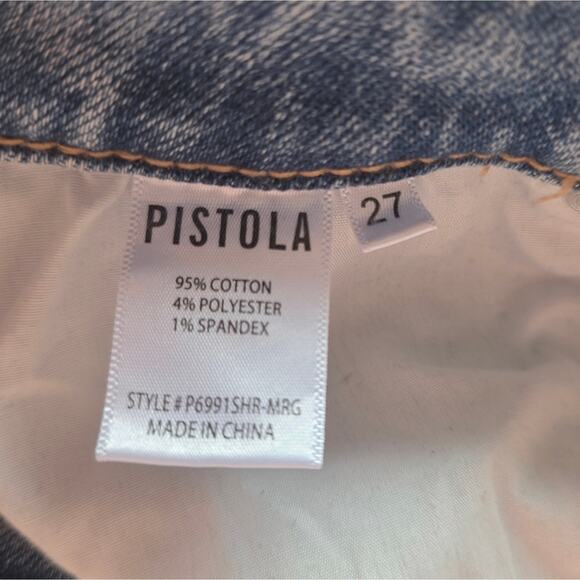 PISTOLA
27
95% COTTON
4% POLYESTER
1% SPANDEX
STYLE # P6991SHR-MRG
MADE IN CHINA